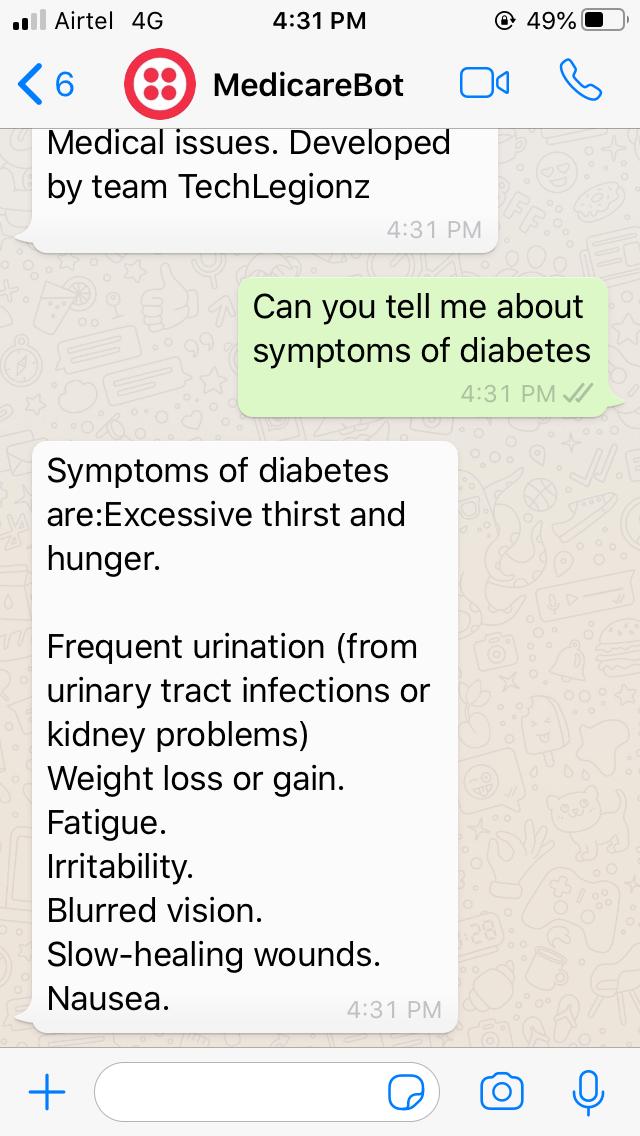 Airtel 4G 4:31 PM 49%
6 MedicareBot
Medical issues. Developed
by team TechLegionz
4:31 PM
Can you tell me about
symptoms of diabetes
4:31 PM
Symptoms of diabetes
are:Excessive thirst and
hunger.
Frequent urination (from
urinary tract infections or
kidney problems)
Weight loss or gain.
Fatigue.
Irritability.
Blurred vision.
Slow-healing wounds.
Nausea.
4:31 PM